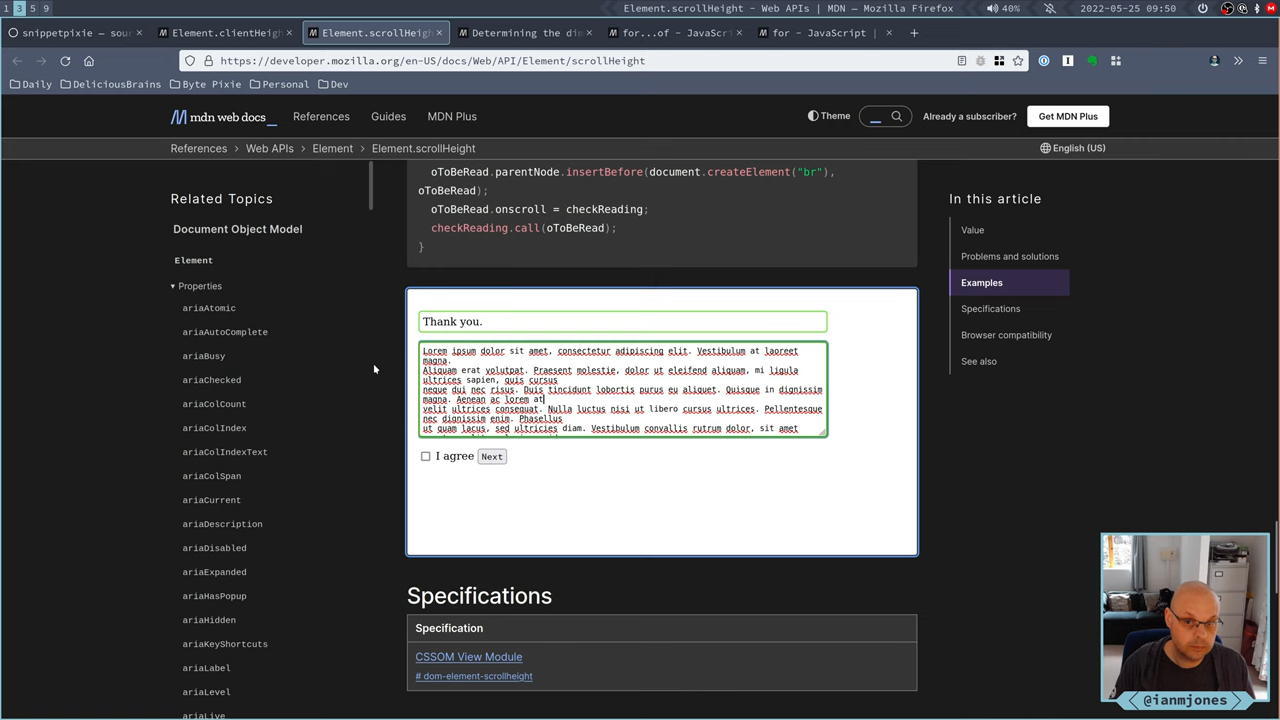 1 3 5 9
Element.scrollHeight - Web APIs | MDN — Mozilla Firefox
40%
2022-05-25 09:50
snippetpixie — sour
Element.clientHeigh
Element.scrollHeigh
Determining the dim
for...of - JavaScri
for - JavaScript |
https://developer.mozilla.org/en-US/docs/Web/API/Element/scrollHeight
Daily
DeliciousBrains
Byte Pixie
Personal
Dev
mdn web docs _
References
Guides
MDN Plus
Theme
Already a subscriber?
Get MDN Plus
References
Web APIs
Element
Element.scrollHeight
English (US)
Related Topics
Document Object Model
Element
▾ Properties
ariaAtomic
ariaAutoComplete
ariaBusy
ariaChecked
ariaColCount
ariaColIndex
ariaColIndexText
ariaColSpan
ariaCurrent
ariaDescription
ariaDisabled
ariaExpanded
ariaHasPopup
ariaHidden
ariaKeyShortcuts
ariaLabel
ariaLevel
ariaLive
oToBeRead.parentNode.insertBefore(document.createElement("br"),
oToBeRead);
oToBeRead.onscroll = checkReading;
checkReading.call(oToBeRead);
}
Thank you.
Lorem ipsum dolor sit amet, consectetur adipiscing elit. Vestibulum at laoreet
magna.
Aliquam erat volutpat. Praesent molestie, dolor ut eleifend aliquam, mi ligula
ultrices sapien, quis cursus
neque dui nec risus. Duis tincidunt lobortis purus eu aliquet. Quisque in dignissim
magna. Aenean ac lorem at
velit ultrices consequat. Nulla luctus nisi ut libero cursus ultrices. Pellentesque
nec dignissim enim. Phasellus
ut quam lacus, sed ultricies diam. Vestibulum convallis rutrum dolor, sit amet
I agree
Next
Specifications
Specification
CSSOM View Module
# dom-element-scrollheight
In this article
Value
Problems and solutions
Examples
Specifications
Browser compatibility
See also
@ianmjones